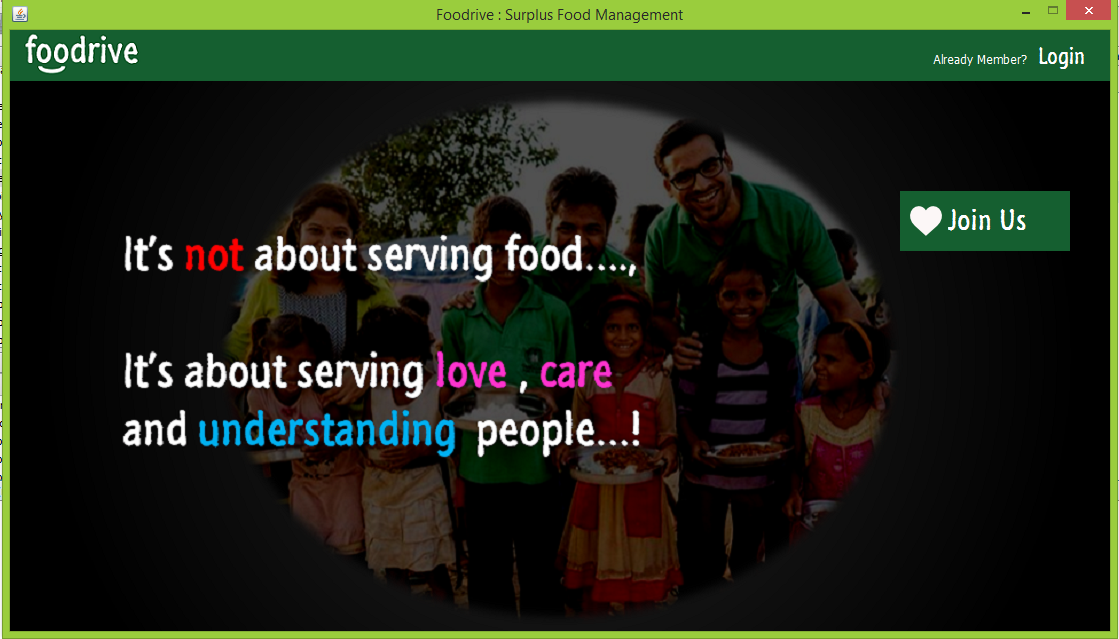 Foodrive : Surplus Food Management
foodrive
Already Member? Login
Join Us
It's not about serving food....,
It's about serving love , care
and understanding people...!